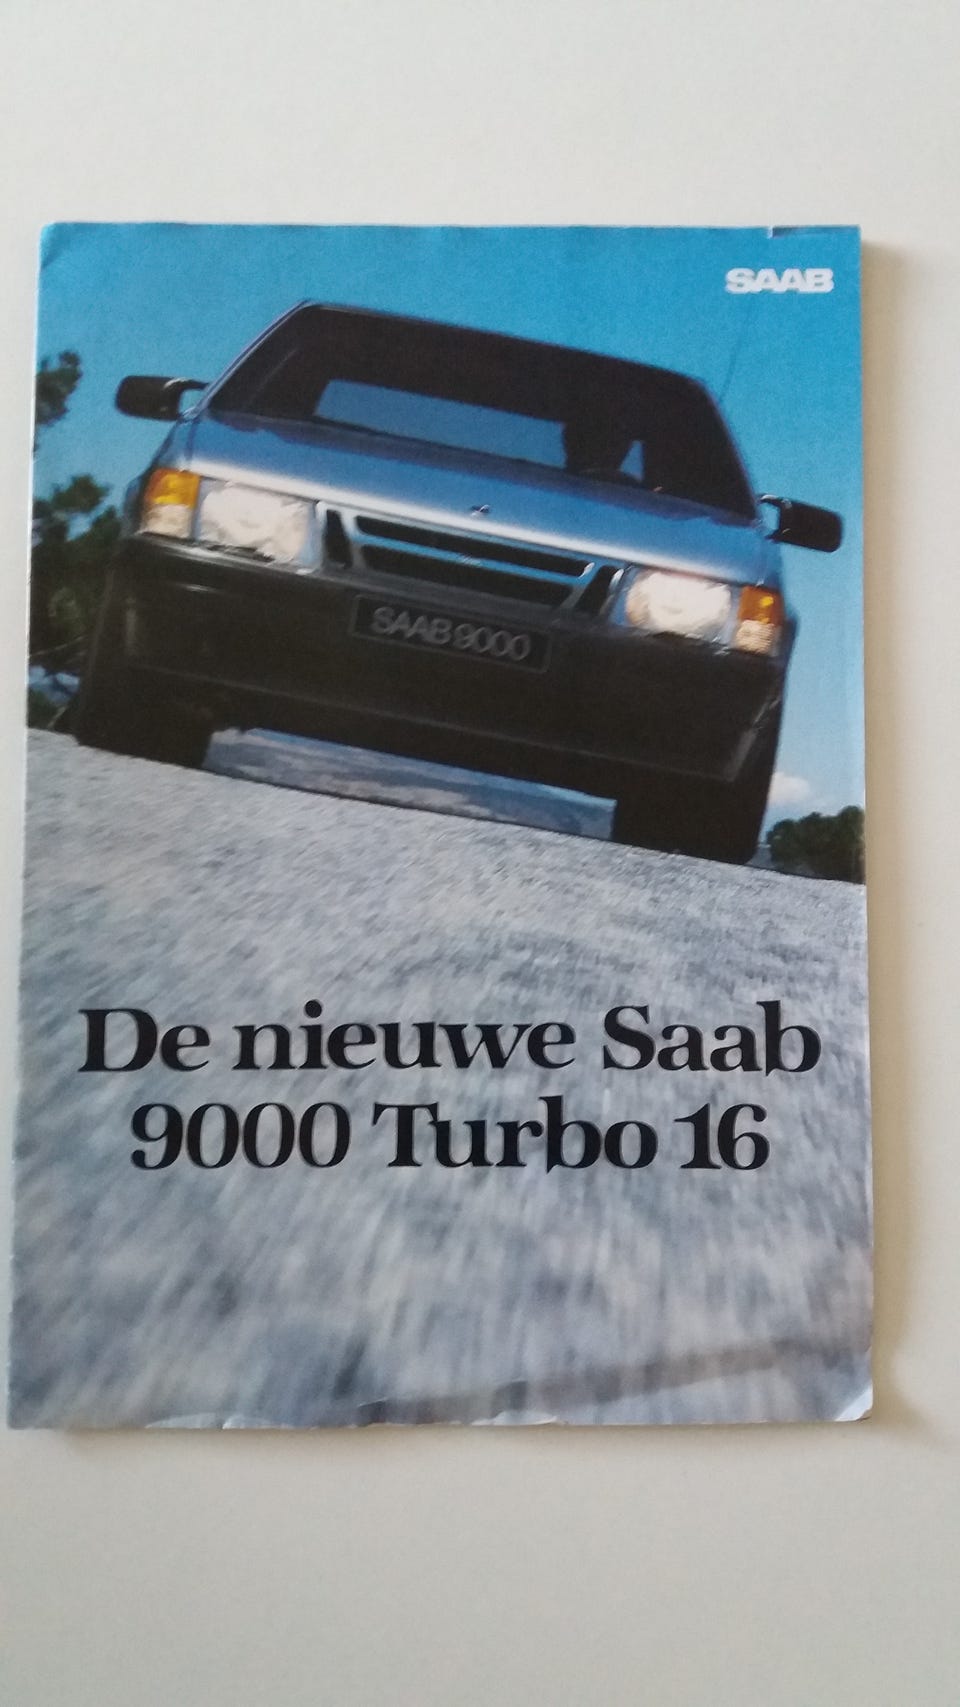 SAAB
SAAB 9000
De nieuwe Saab
9000 Turbo 16